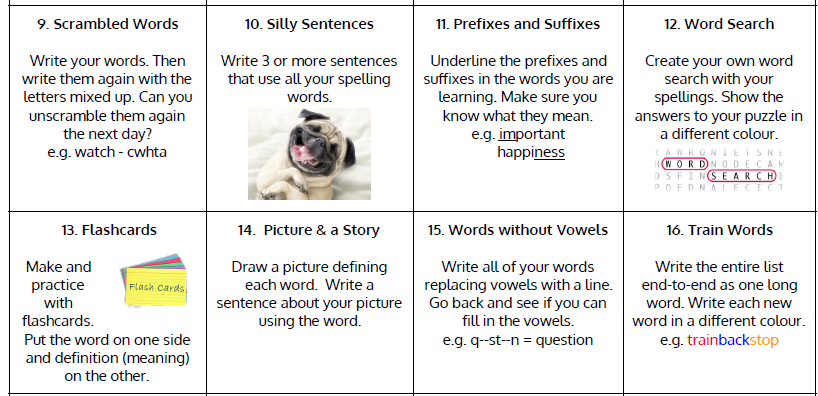 9. Scrambled Words
Write your words. Then
write them again with the
letters mixed up. Can you
unscramble them again
the next day?
e.g. watch - cwhta
10. Silly Sentences
Write 3 or more sentences
that use all your spelling
words.
11. Prefixes and Suffixes
Underline the prefixes and
suffixes in the words you are
learning. Make sure you
know what they mean.
e.g. important
happiness
12. Word Search
Create your own word
search with your
spellings. Show the
answers to your puzzle in
a different colour.
Y A W R O N I E T S N E
H W O R D N O D E C A M
D S F I N S E A R C H
P O E D N A L E C I C T
13. Flashcards
Make and
practice
with
flashcards.
Put the word on one side
and definition (meaning)
on the other.
Flash Cards
14. Picture & a Story
Draw a picture defining
each word. Write a
sentence about your picture
using the word.
15. Words without Vowels
Write all of your words
replacing vowels with a line.
Go back and see if you can
fill in the vowels.
e.g. q--st--n = question
16. Train Words
Write the entire list
end-to-end as one long
word. Write each new
word in a different colour.
e.g. trainbackstop